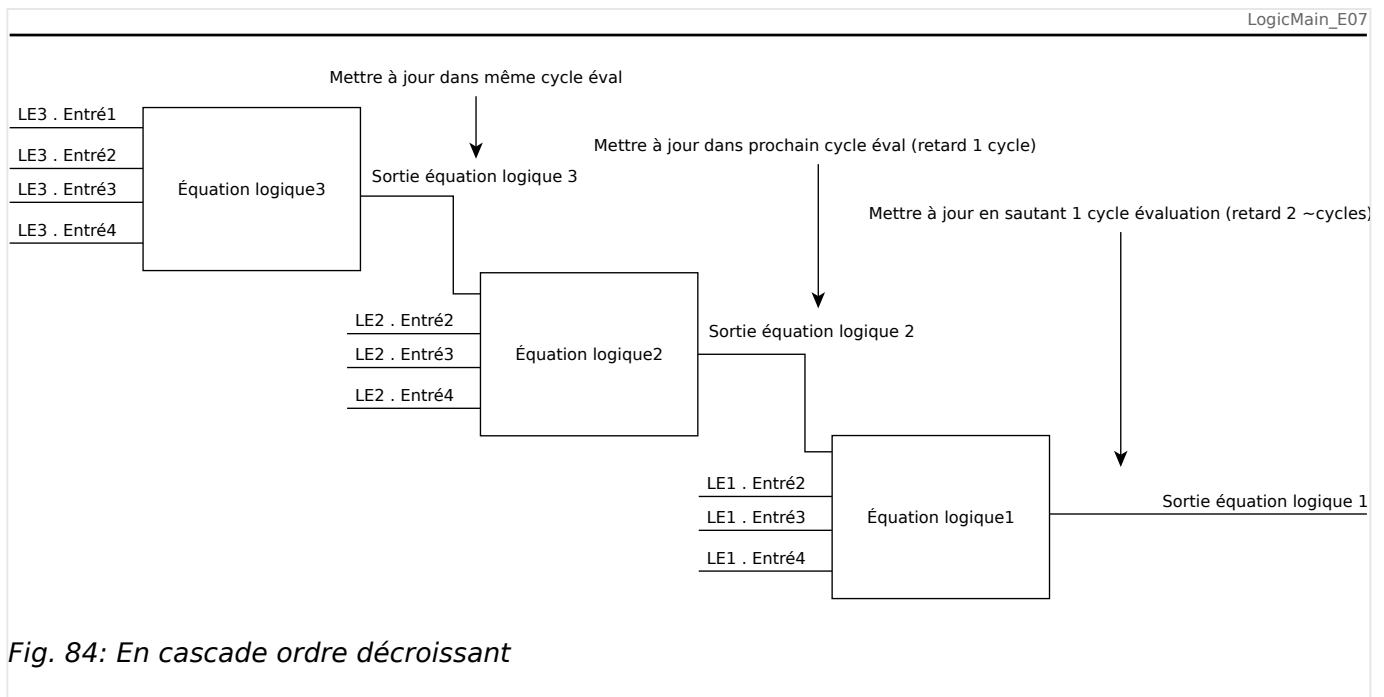 LogicMain_E07
Mettre à jour dans même cycle éval
LE3 . Entré1
LE3 . Entré2
LE3 . Entré3
LE3 . Entré4
Équation logique3
Sortie équation logique 3
Mettre à jour dans prochain cycle éval (retard 1 cycle)
Mettre à jour en sautant 1 cycle évaluation (retard 2 ~cycles)
LE2 . Entré2
LE2 . Entré3
LE2 . Entré4
Équation logique2
Sortie équation logique 2
LE1 . Entré2
LE1 . Entré3
LE1 . Entré4
Équation logique1
Sortie équation logique 1
Fig. 84: En cascade ordre décroissant